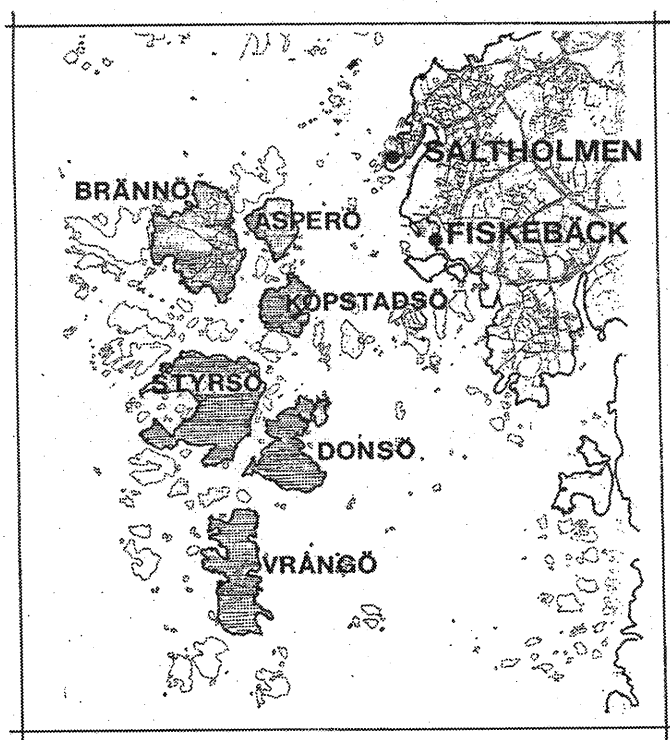 SALTHOLMEN
BRÄNNÖ
ASPERÖ
FISKEBÄCK
KÖPSTADSÖ
STYRSÖ
DONSÖ
VRÅNGÖ